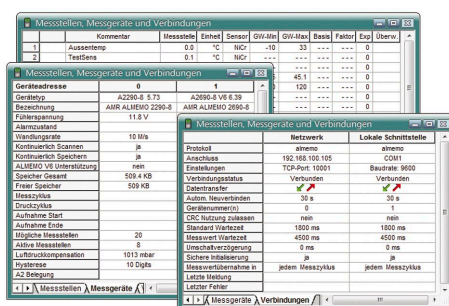 Messstellen, Messgeräte und Verbindungen
Kommentar Messstelle Einheit Sensor GW-Min GW-Max Basis Faktor Exp Überw.
1 Aussentemp 0.0 °C NiCr -10 33 --- --- 0
2 TestSens 0.1 °C NiCr --- --- --- --- 0
45.1 --- --- 0
120 --- --- 0
--- --- 0
Messstellen, Messgeräte und Verbindungen
Geräteadresse 0 1
Gerätetyp A2290-8 5.73 A2690-8 V6 6.39
Bezeichnung AMR ALMEMO 2290-8 AMR ALMEMO 2690-8
Fühlerspannung 11.8 V
Alarmzustand
Wandlungsrate 10 M/s
Kontinuierlich Scannen ja
Kontinuierlich Speichern ja
ALMEMO V6 Unterstützung nein
Speicher Gesamt 509.4 KB
Freier Speicher 509 KB
Messzyklus
Druckzyklus
Aufnahme Start
Aufnahme Ende
Mögliche Messstellen 20
Aktive Messstellen 8
Luftdruckkompensation 1013 mbar
Hysterese 10 Digits
A2 Belegung
Messstellen Messgeräte
Messstellen, Messgeräte und Verbindungen
Netzwerk Lokale Schnittstelle
Protokoll almemo almemo
Anschluss 192.168.100.105 COM1
Einstellungen TCP-Port: 10001 Baudrate: 9600
Verbindungsstatus Verbunden Verbunden
Datentransfer
Autom. Neuverbinden 30 s 30 s
Gerätenummer(n) 0 1
CRC Nutzung zulassen nein nein
Standard Wartezeit 1800 ms 1800 ms
Messwert Wartezeit 4500 ms 4500 ms
Umschaltverzögerung 0 ms 0 ms
Sichere Initialisierung ja ja
Messwertübernahme in jedem Messzyklus jedem Messzyklus
Letzte Meldung
Letzter Fehler
Messgeräte Verbindungen